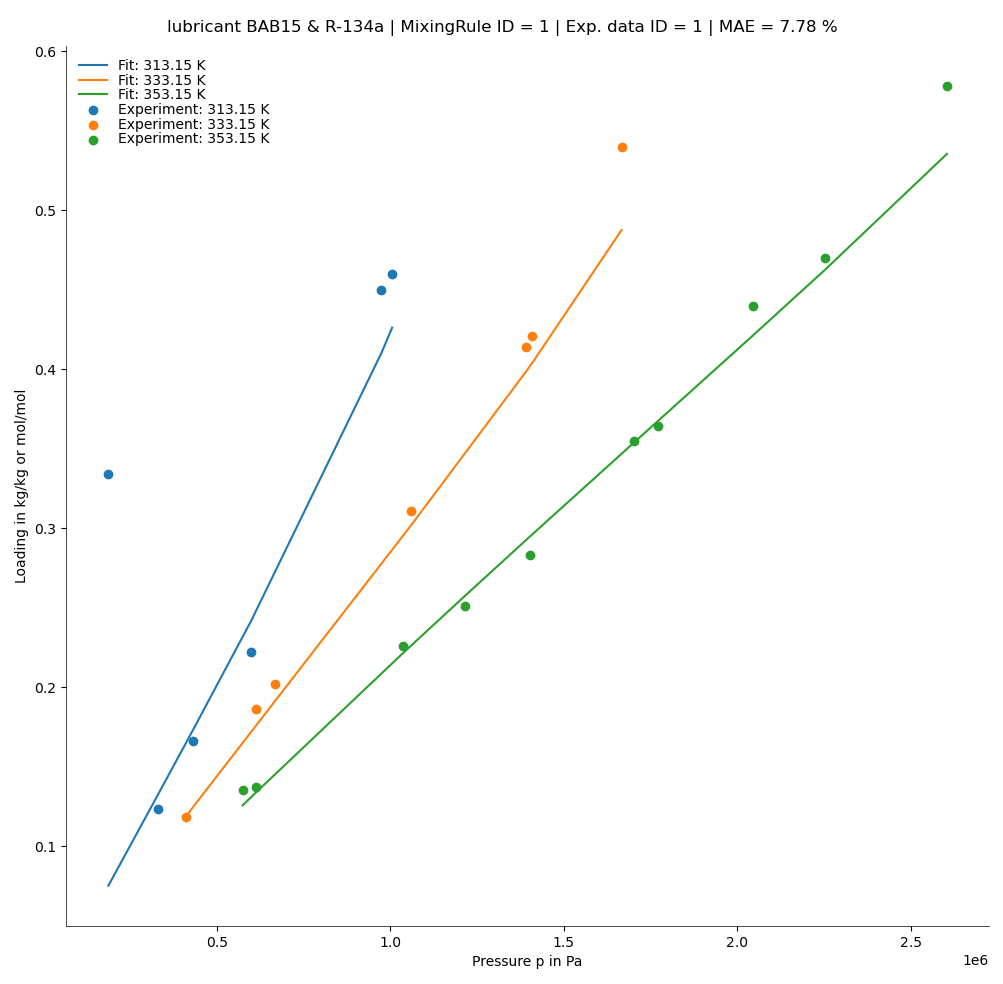 lubricant BAB15 & R-134a | MixingRule ID = 1 | Exp. data ID = 1 | MAE = 7.78 %
Fit: 313.15 K
Fit: 333.15 K
Fit: 353.15 K
Experiment: 313.15 K
Experiment: 333.15 K
Experiment: 353.15 K
0.6
0.5
0.4
0.3
0.2
0.1
Loading in kg/kg or mol/mol
0.5
1.0
1.5
2.0
2.5
1e6
Pressure p in Pa